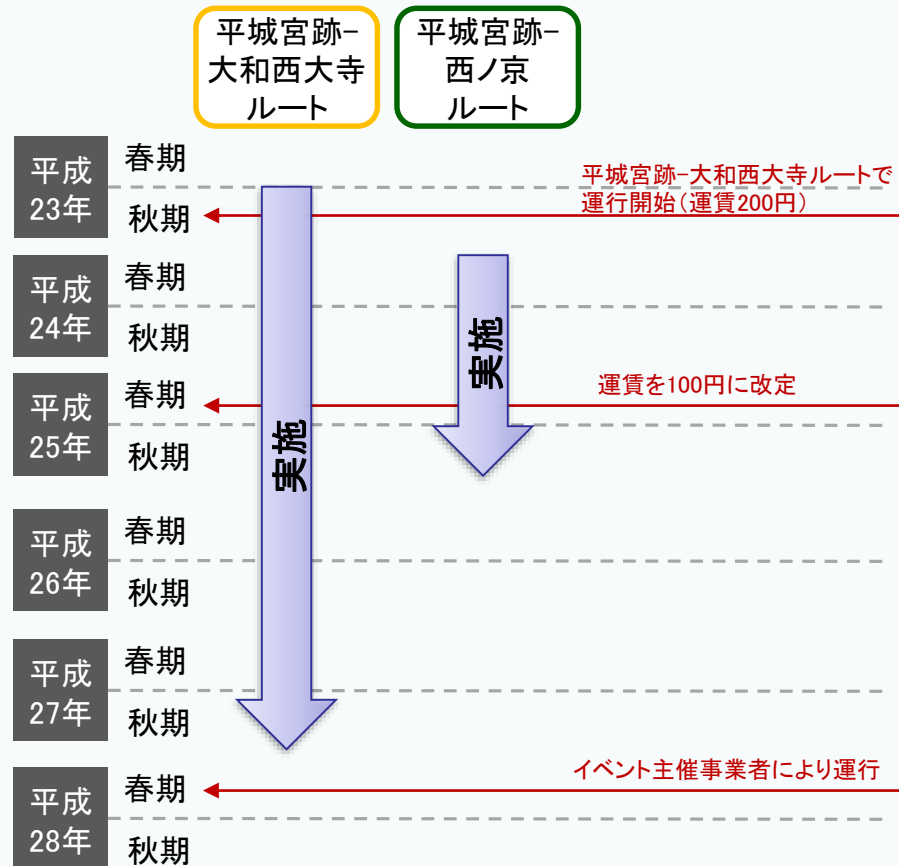 平城宮跡-
大和西大寺
ルート
平城宮跡-
西ノ京
ルート
平成
23年
春期
秋期
平城宮跡-大和西大寺ルートで
運行開始(運賃200円)
平成
24年
春期
秋期
平成
25年
春期
秋期
運賃を100円に改定
実施
実施
平成
26年
春期
秋期
平成
27年
春期
秋期
平成
28年
春期
秋期
イベント主催事業者により運行